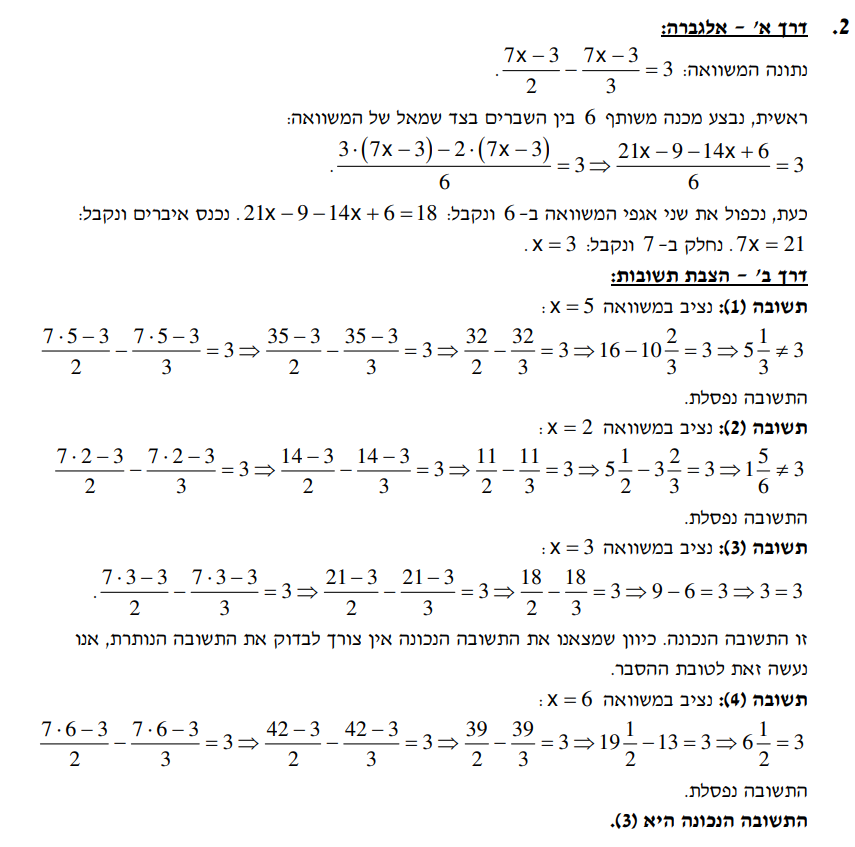 2. דרך א' – אלגברה:
נתונה המשוואה: $\frac{7x-3}{2} - \frac{7x-3}{3} = 3$.
ראשית, נבצע מכנה משותף 6 בין השברים בצד שמאל של המשוואה:
$\frac{3\cdot(7x-3)-2\cdot(7x-3)}{6} = 3 \Rightarrow \frac{21x-9-14x+6}{6} = 3$.
כעת, נכפול את שני אגפי המשוואה ב- 6 ונקבל: $21x-9-14x+6=18$. נכנס איברים ונקבל:
$7x=21$. נחלק ב- 7 ונקבל: $x=3$.
דרך ב' – הצבת תשובות:
תשובה (1): נציב במשוואה $x=5$:
$\frac{7\cdot5-3}{2} - \frac{7\cdot5-3}{3} = 3 \Rightarrow \frac{35-3}{2} - \frac{35-3}{3} = 3 \Rightarrow \frac{32}{2} - \frac{32}{3} = 3 \Rightarrow 16-10\frac{2}{3} = 3 \Rightarrow 5\frac{1}{3} \neq 3$
התשובה נפסלת.
תשובה (2): נציב במשוואה $x=2$:
$\frac{7\cdot2-3}{2} - \frac{7\cdot2-3}{3} = 3 \Rightarrow \frac{14-3}{2} - \frac{14-3}{3} = 3 \Rightarrow \frac{11}{2} - \frac{11}{3} = 3 \Rightarrow 5\frac{1}{2} - 3\frac{2}{3} = 3 \Rightarrow 1\frac{5}{6} \neq 3$
התשובה נפסלת.
תשובה (3): נציב במשוואה $x=3$:
$\frac{7\cdot3-3}{2} - \frac{7\cdot3-3}{3} = 3 \Rightarrow \frac{21-3}{2} - \frac{21-3}{3} = 3 \Rightarrow \frac{18}{2} - \frac{18}{3} = 3 \Rightarrow 9-6=3 \Rightarrow 3=3$.
זו התשובה הנכונה. כיוון שמצאנו את התשובה הנכונה אין צורך לבדוק את התשובה הנותרת, אנו
נעשה זאת לטובת ההסבר.
תשובה (4): נציב במשוואה $x=6$:
$\frac{7\cdot6-3}{2} - \frac{7\cdot6-3}{3} = 3 \Rightarrow \frac{42-3}{2} - \frac{42-3}{3} = 3 \Rightarrow \frac{39}{2} - \frac{39}{3} = 3 \Rightarrow 19\frac{1}{2} - 13 = 3 \Rightarrow 6\frac{1}{2} = 3$
התשובה נפסלת.
התשובה הנכונה היא (3).